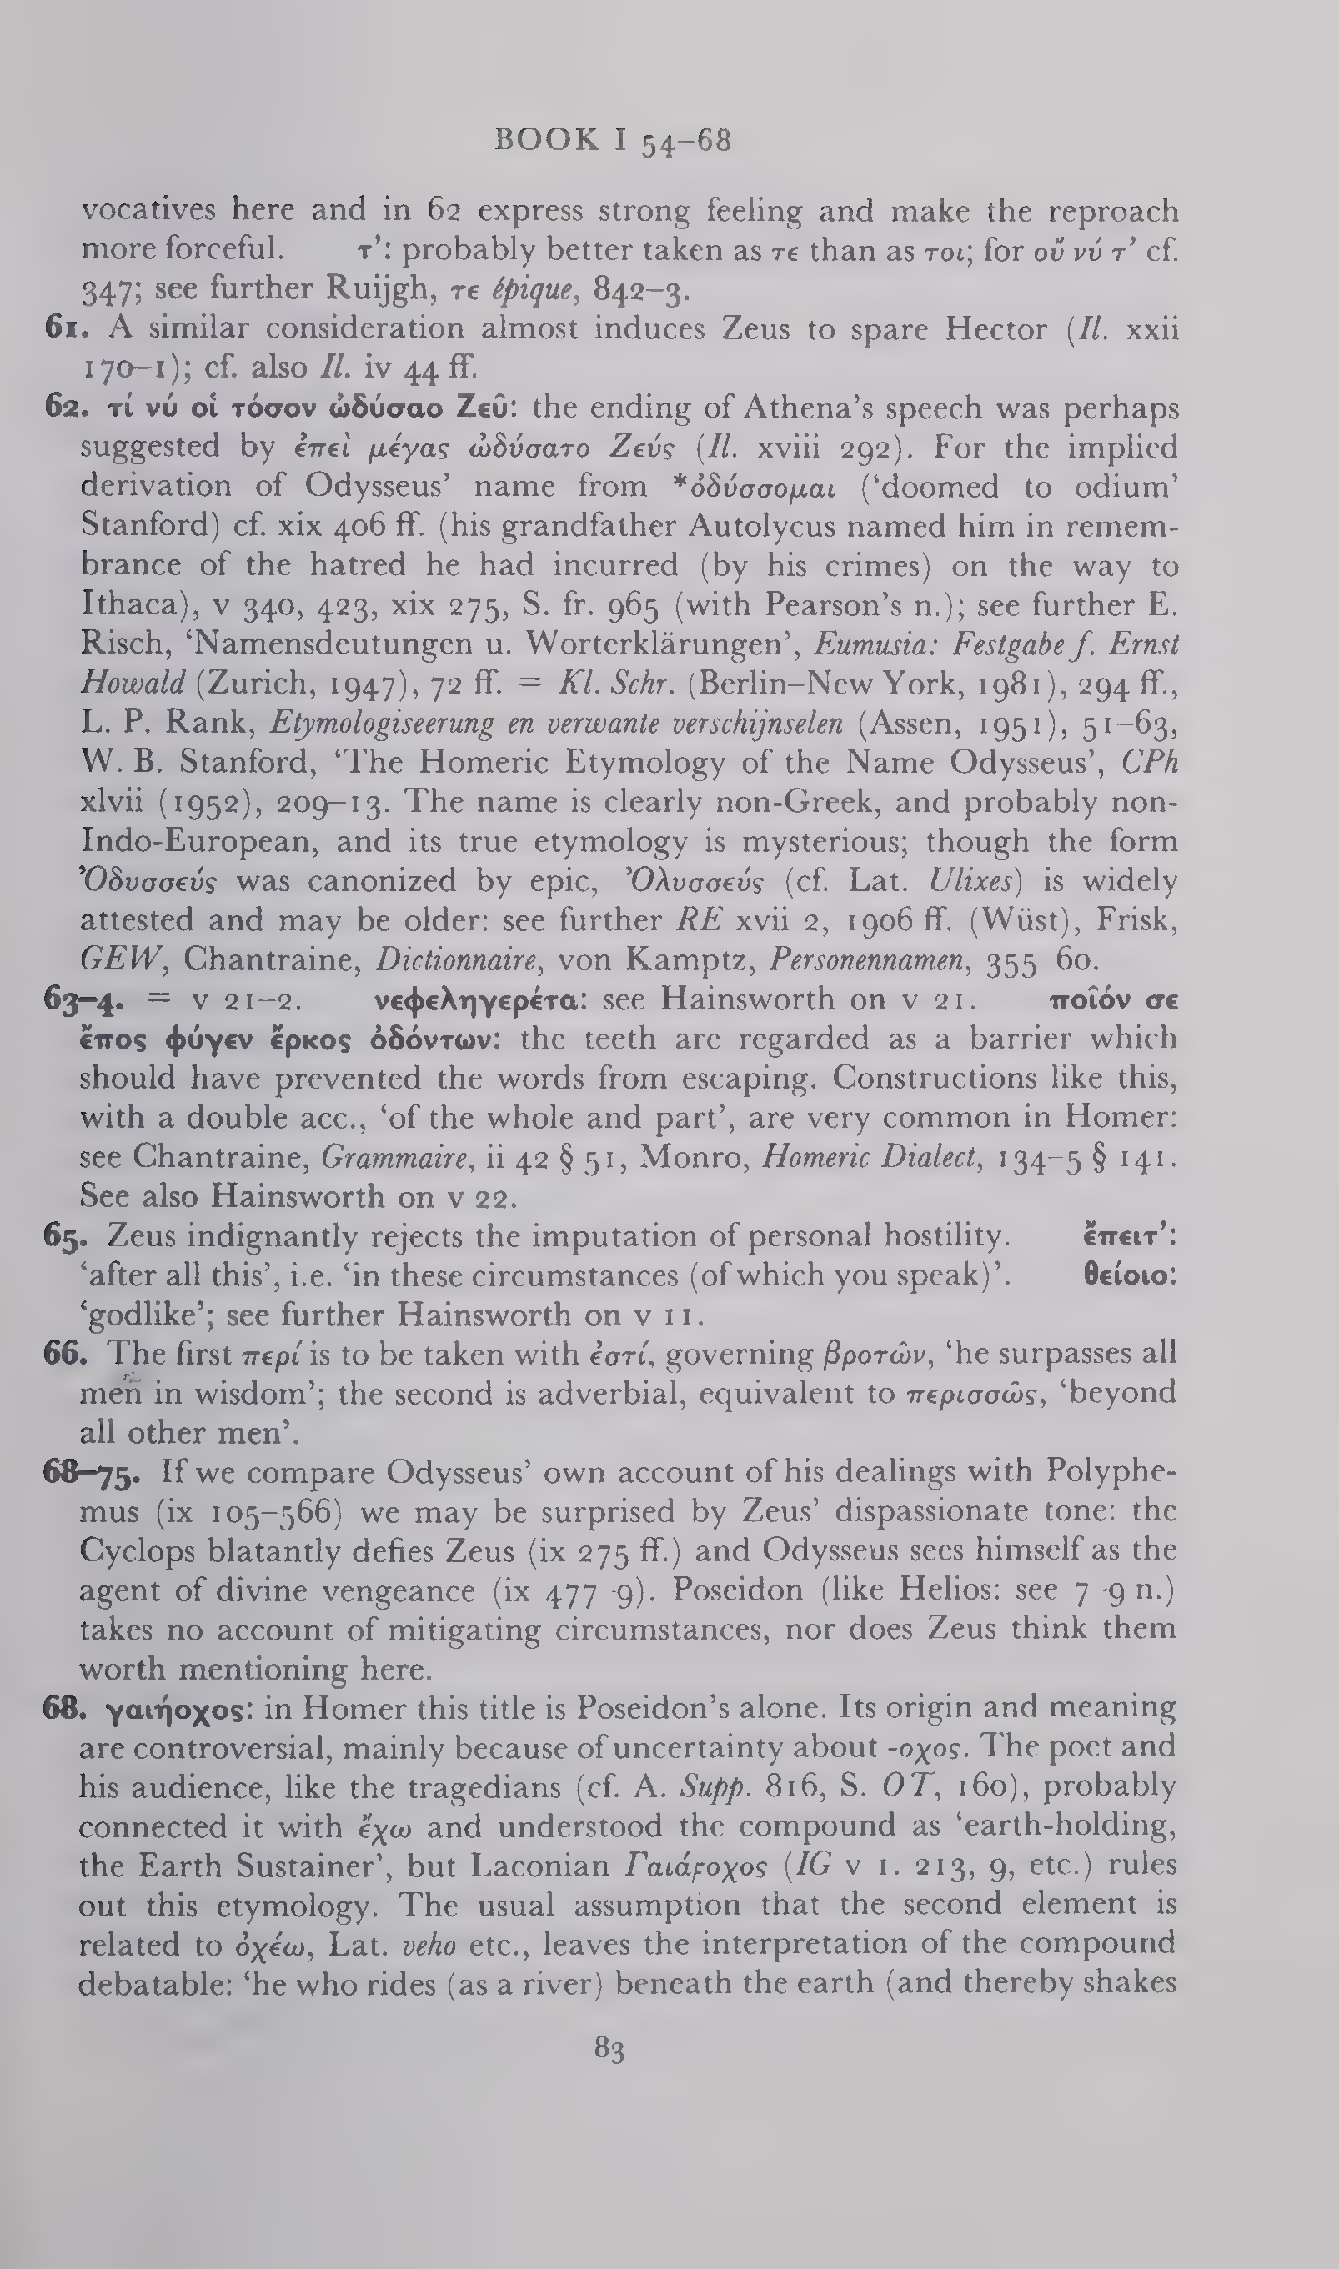 BOOK I 54–68
vocatives here and in 62 express strong feeling and make the reproach
more forceful. τ’: probably better taken as τε than as τοι; for οὔ νύ τ’ cf.
347; see further Ruijgh, τε épique, 842–3.
61. A similar consideration almost induces Zeus to spare Hector (Il. xxii
170–1); cf. also Il. iv 44 ff.
62. τί νύ οἱ τόσον ὠδύσαο Ζεῦ: the ending of Athena’s speech was perhaps
suggested by ἐπεὶ μέγας ὠδύσατο Ζεύς (Il. xviii 292). For the implied
derivation of Odysseus’ name from *ὀδύσσομαι (‘doomed to odium’
Stanford) cf. xix 406 ff. (his grandfather Autolycus named him in remem-
brance of the hatred he had incurred (by his crimes) on the way to
Ithaca), v 340, 423, xix 275, S. fr. 965 (with Pearson’s n.); see further E.
Risch, ‘Namensdeutungen u. Worterklärungen’, Eumusia: Festgabe f. Ernst
Howald (Zurich, 1947), 72 ff. = Kl. Schr. (Berlin–New York, 1981), 294 ff.,
L. P. Rank, Etymologiseerung en verwante verschijnselen (Assen, 1951), 51–63,
W. B. Stanford, ‘The Homeric Etymology of the Name Odysseus’, CPh
xlvii (1952), 209–13. The name is clearly non-Greek, and probably non-
Indo-European, and its true etymology is mysterious; though the form
Ὀδυσσεύς was canonized by epic, Ὀλυσσεύς (cf. Lat. Ulixes) is widely
attested and may be older: see further RE xvii 2, 1906 ff. (Wüst), Frisk,
GEW, Chantraine, Dictionnaire, von Kamptz, Personennamen, 355 60.
63–4. = v 21–2. νεφεληγερέτα: see Hainsworth on v 21. ποῖόν σε
ἔπος φύγεν ἕρκος ὀδόντων: the teeth are regarded as a barrier which
should have prevented the words from escaping. Constructions like this,
with a double acc., ‘of the whole and part’, are very common in Homer:
see Chantraine, Grammaire, ii 42 § 51, Monro, Homeric Dialect, 134–5 § 141.
See also Hainsworth on v 22.
65. Zeus indignantly rejects the imputation of personal hostility. ἔπειτ’:
‘after all this’, i.e. ‘in these circumstances (of which you speak)’. θείοιο:
‘godlike’; see further Hainsworth on v 11.
66. The first περί is to be taken with ἐστί, governing βροτῶν, ‘he surpasses all
men in wisdom’; the second is adverbial, equivalent to περισσῶς, ‘beyond
all other men’.
68–75. If we compare Odysseus’ own account of his dealings with Polyphe-
mus (ix 105–566) we may be surprised by Zeus’ dispassionate tone: the
Cyclops blatantly defies Zeus (ix 275 ff.) and Odysseus sees himself as the
agent of divine vengeance (ix 477–9). Poseidon (like Helios: see 7–9 n.)
takes no account of mitigating circumstances, nor does Zeus think them
worth mentioning here.
68. γαιήοχος: in Homer this title is Poseidon’s alone. Its origin and meaning
are controversial, mainly because of uncertainty about -οχος. The poet and
his audience, like the tragedians (cf. A. Supp. 816, S. OT, 160), probably
connected it with ἔχω and understood the compound as ‘earth-holding,
the Earth Sustainer’, but Laconian Γαιάϝοχος (IG v 1. 213, 9, etc.) rules
out this etymology. The usual assumption that the second element is
related to ὀχέω, Lat. veho etc., leaves the interpretation of the compound
debatable: ‘he who rides (as a river) beneath the earth (and thereby shakes
83